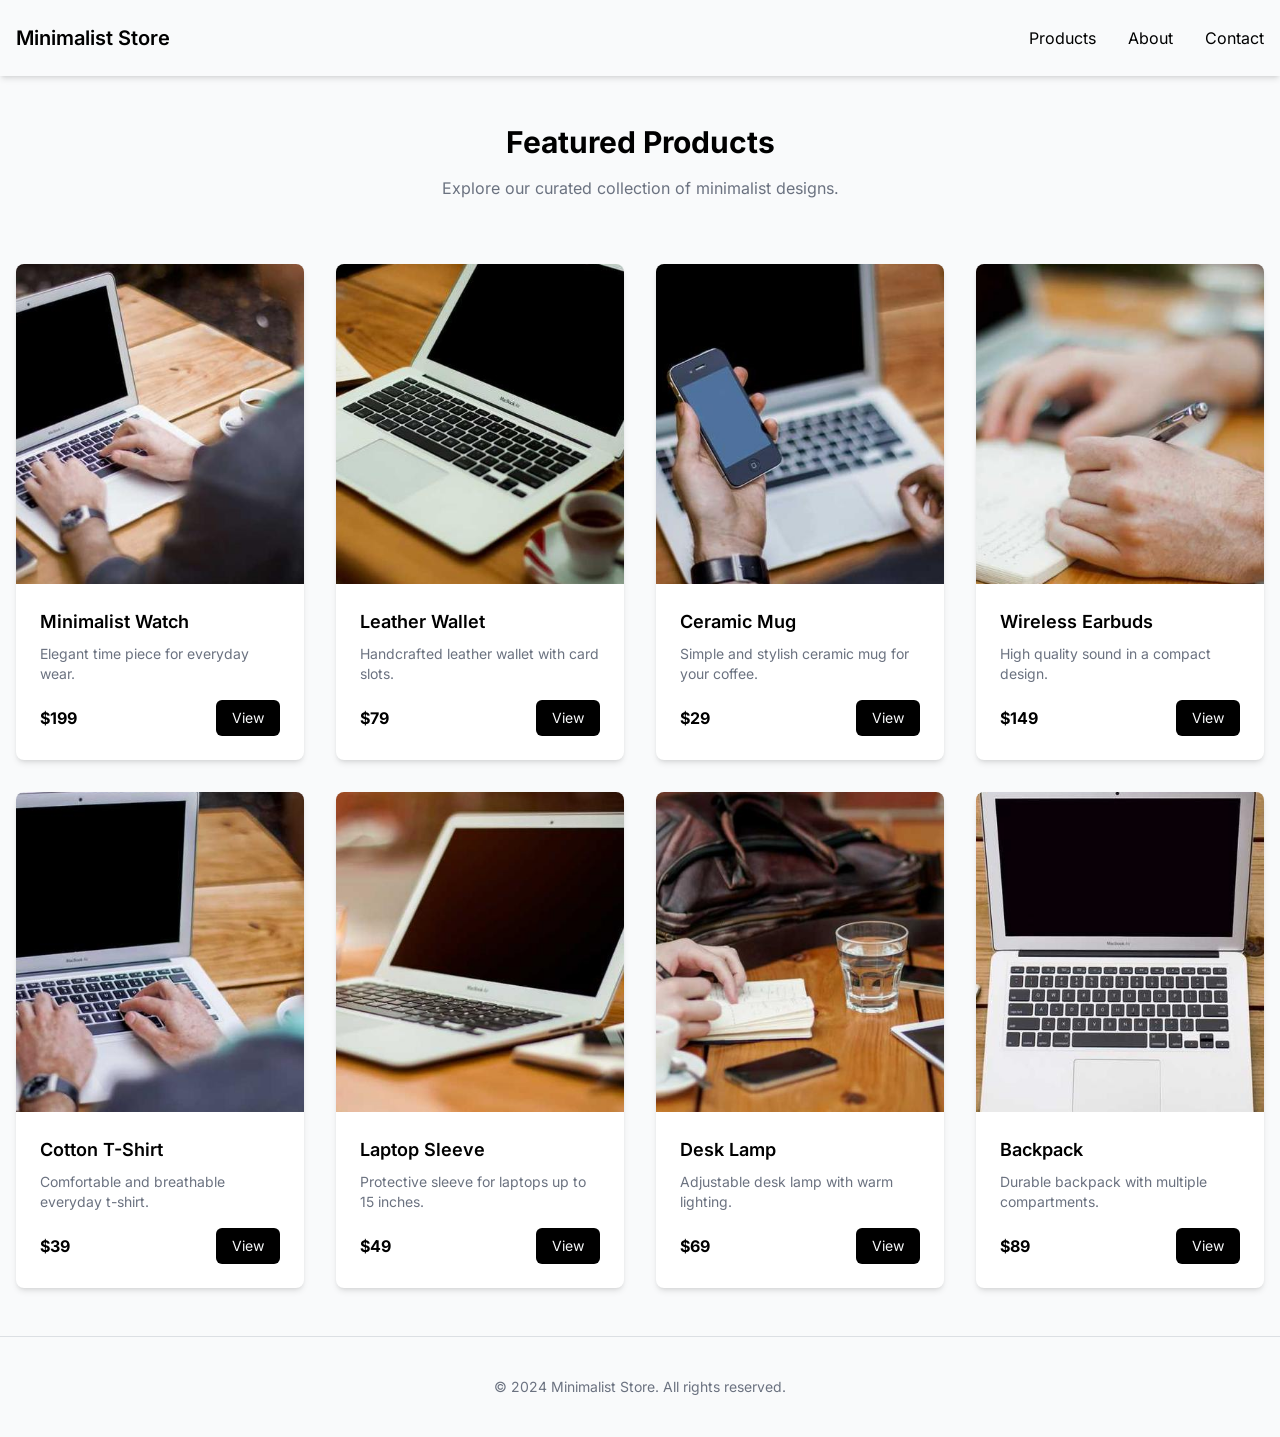 Minimalist Store
Products About Contact
Featured Products
Explore our curated collection of minimalist designs.
Minimalist Watch
Elegant time piece for everyday
wear.
$199 View
Leather Wallet
Handcrafted leather wallet with card
slots.
$79 View
Ceramic Mug
Simple and stylish ceramic mug for
your coffee.
$29 View
Wireless Earbuds
High quality sound in a compact
design.
$149 View
Cotton T-Shirt
Comfortable and breathable
everyday t-shirt.
$39 View
Laptop Sleeve
Protective sleeve for laptops up to
15 inches.
$49 View
Desk Lamp
Adjustable desk lamp with warm
lighting.
$69 View
Backpack
Durable backpack with multiple
compartments.
$89 View
© 2024 Minimalist Store. All rights reserved.